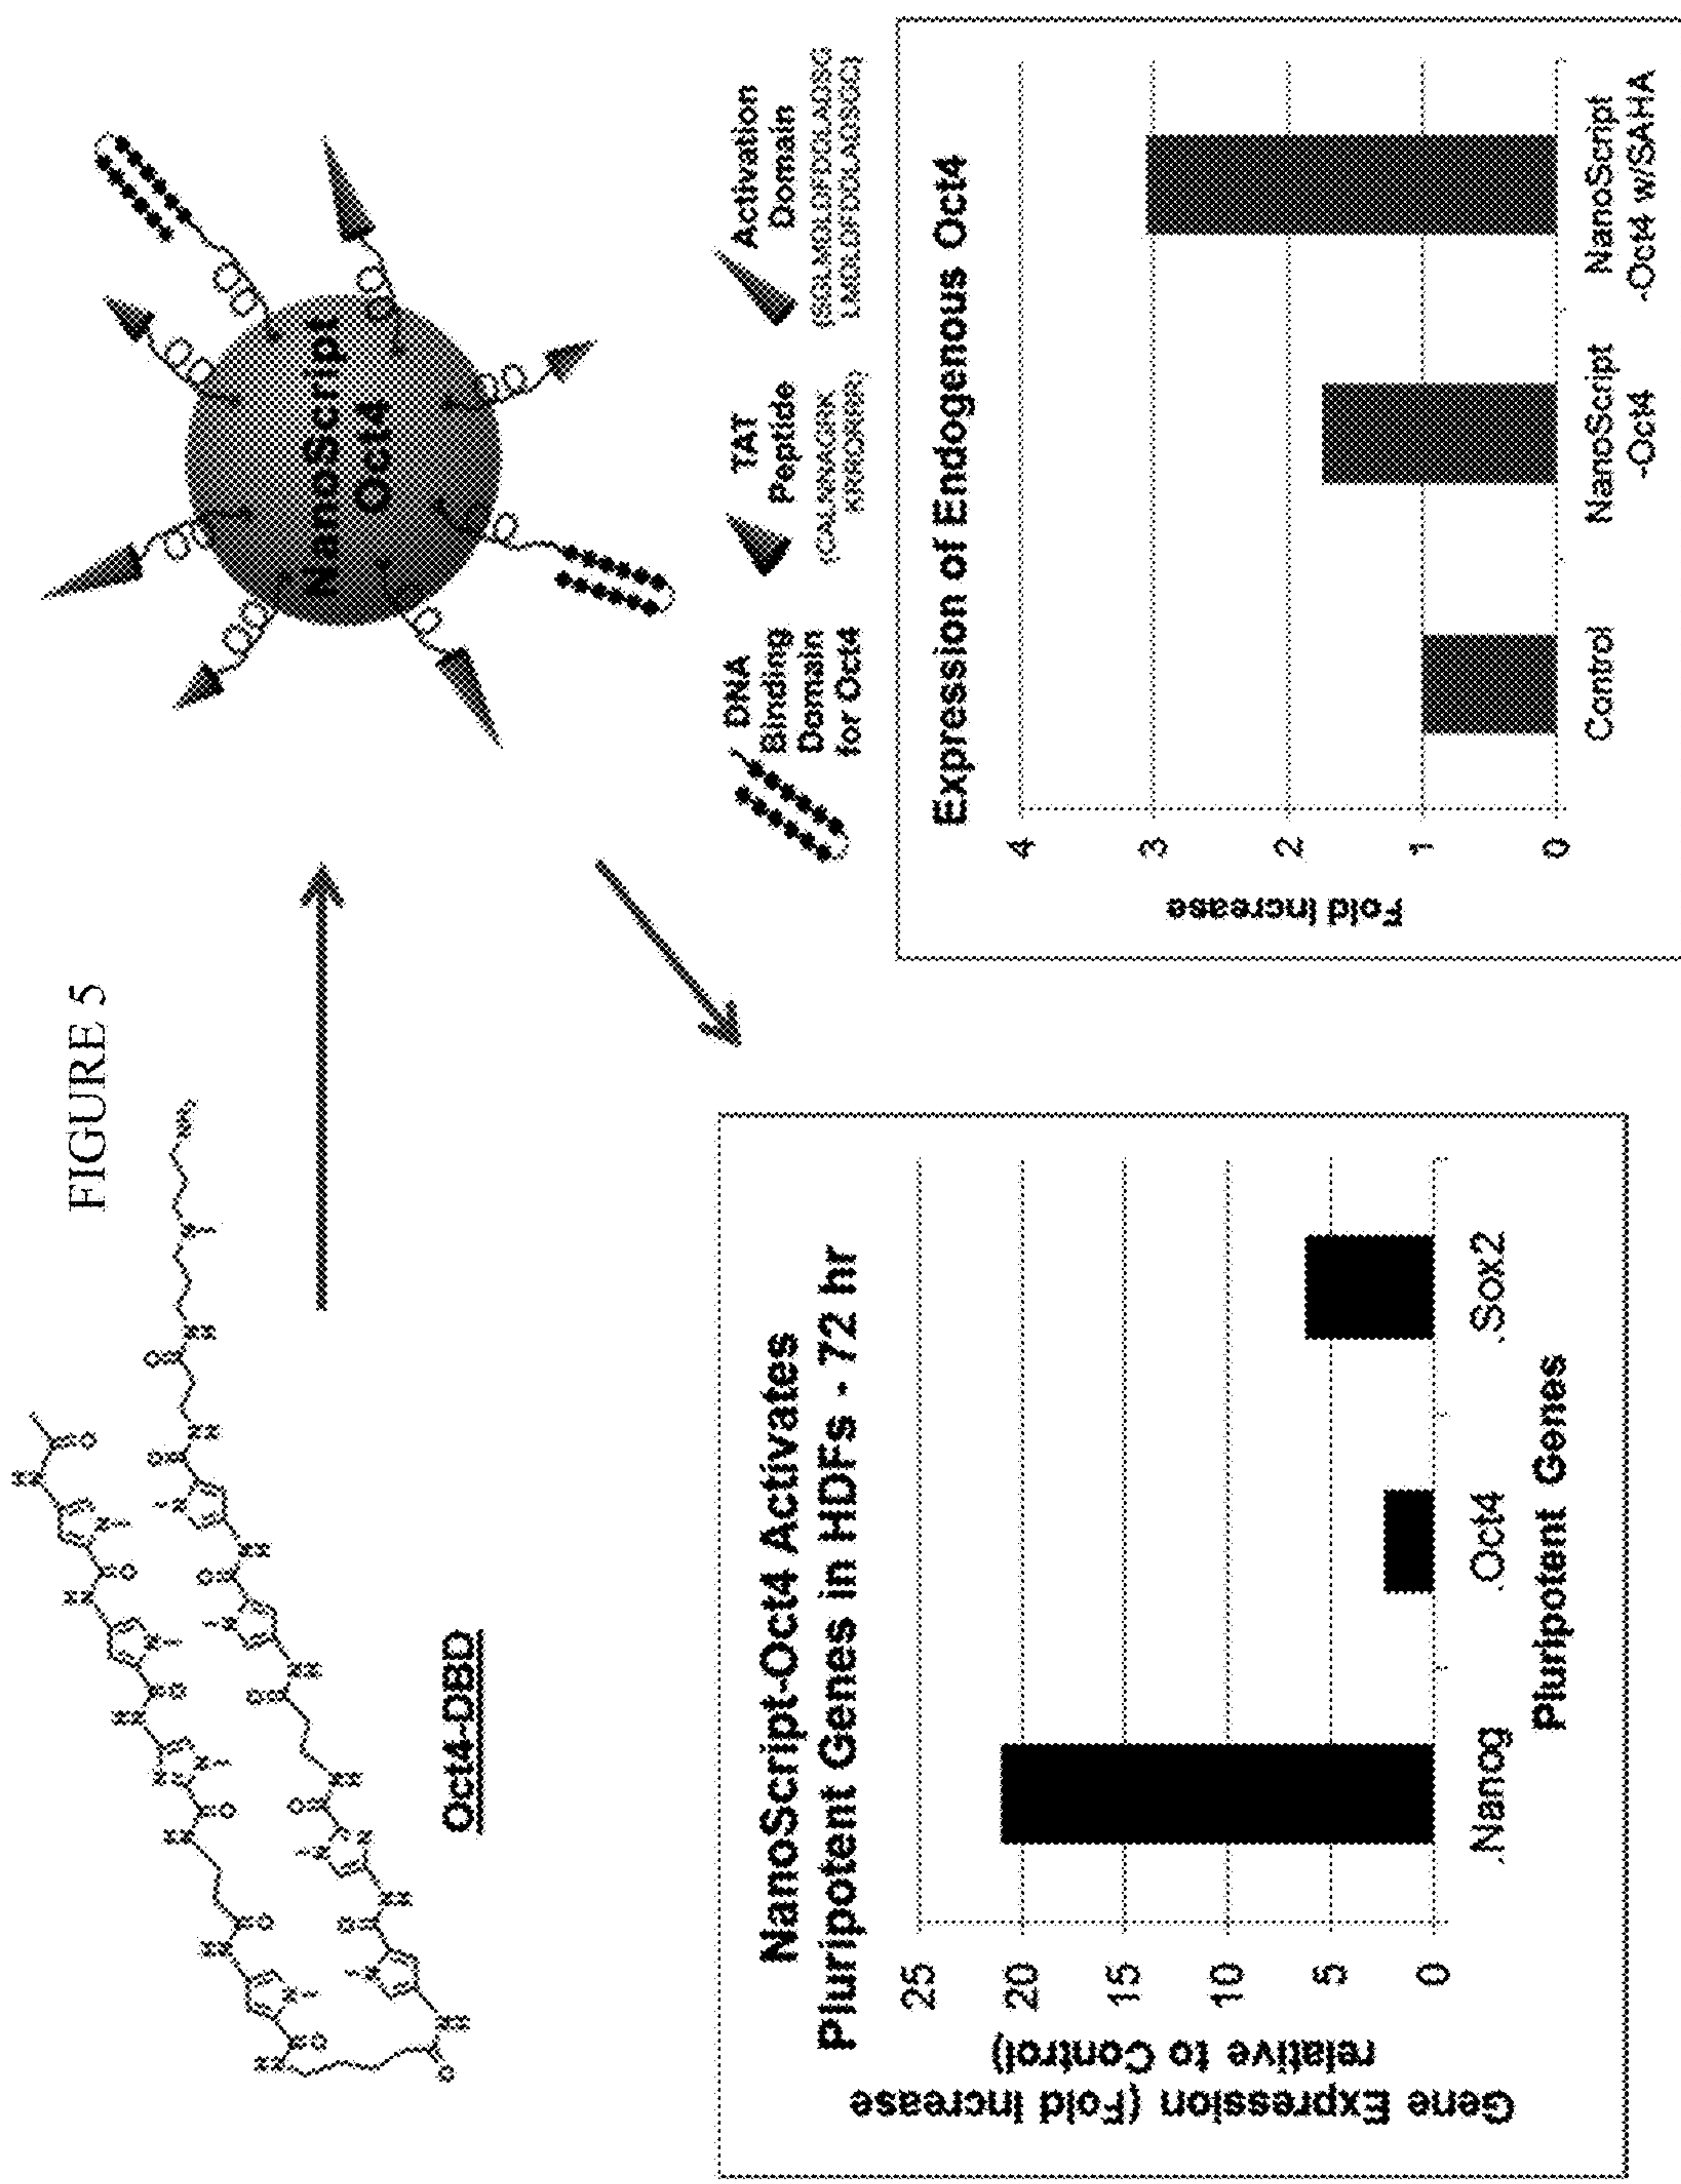 FIGURE 5
Oct4-DBD
NanoScript
Oct4
DNA
Binding
Domain
for Oct4
TAT
Peptide
(CALNNAGRK
KRRQRRR)
Activation
Domain
NanoScript-Oct4 Activates
Pluripotent Genes in HDFs - 72 hr
Gene Expression (Fold Increase
relative to Control)
25
20
15
10
5
0
.Nanog
.Oct4
.Sox2
Pluripotent Genes
Expression of Endogenous Oct4
Fold Increase
4
3
2
1
0
Control
NanoScript
-Oct4
NanoScript
-Oct4 w/SAHA